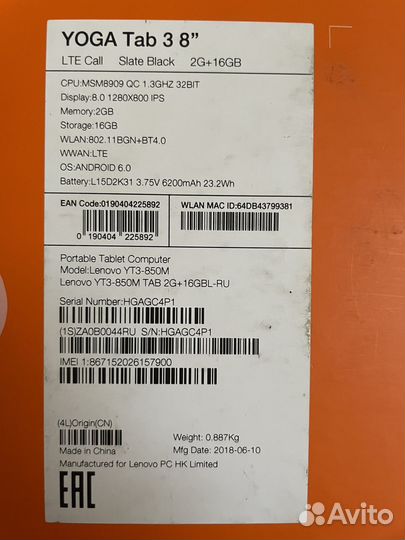 YOGA Tab 3 8”
LTE Call Slate Black 2G+16GB
CPU:MSM8909 QC 1.3GHZ 32BIT
Display:8.0 1280X800 IPS
Memory:2GB
Storage:16GB
WLAN:802.11BGN+BT4.0
WWAN:LTE
OS:ANDROID 6.0
Battery:L15D2K31 3.75V 6200mAh 23.2Wh
EAN Code:0190404225892
WLAN MAC ID:64DB43799381
0 190404 225892
Portable Tablet Computer
Model:Lenovo YT3-850M
Lenovo YT3-850M TAB 2G+16GBL-RU
Serial Number:HGAGC4P1
(1S)ZA0B0044RU S/N:HGAGC4P1
IMEI 1:867152026157900
(4L)Origin(CN)
Made in China
Weight: 0.887Kg
Mfg Date: 2018-06-10
Manufactured for Lenovo PC HK Limited
EAC
Avito